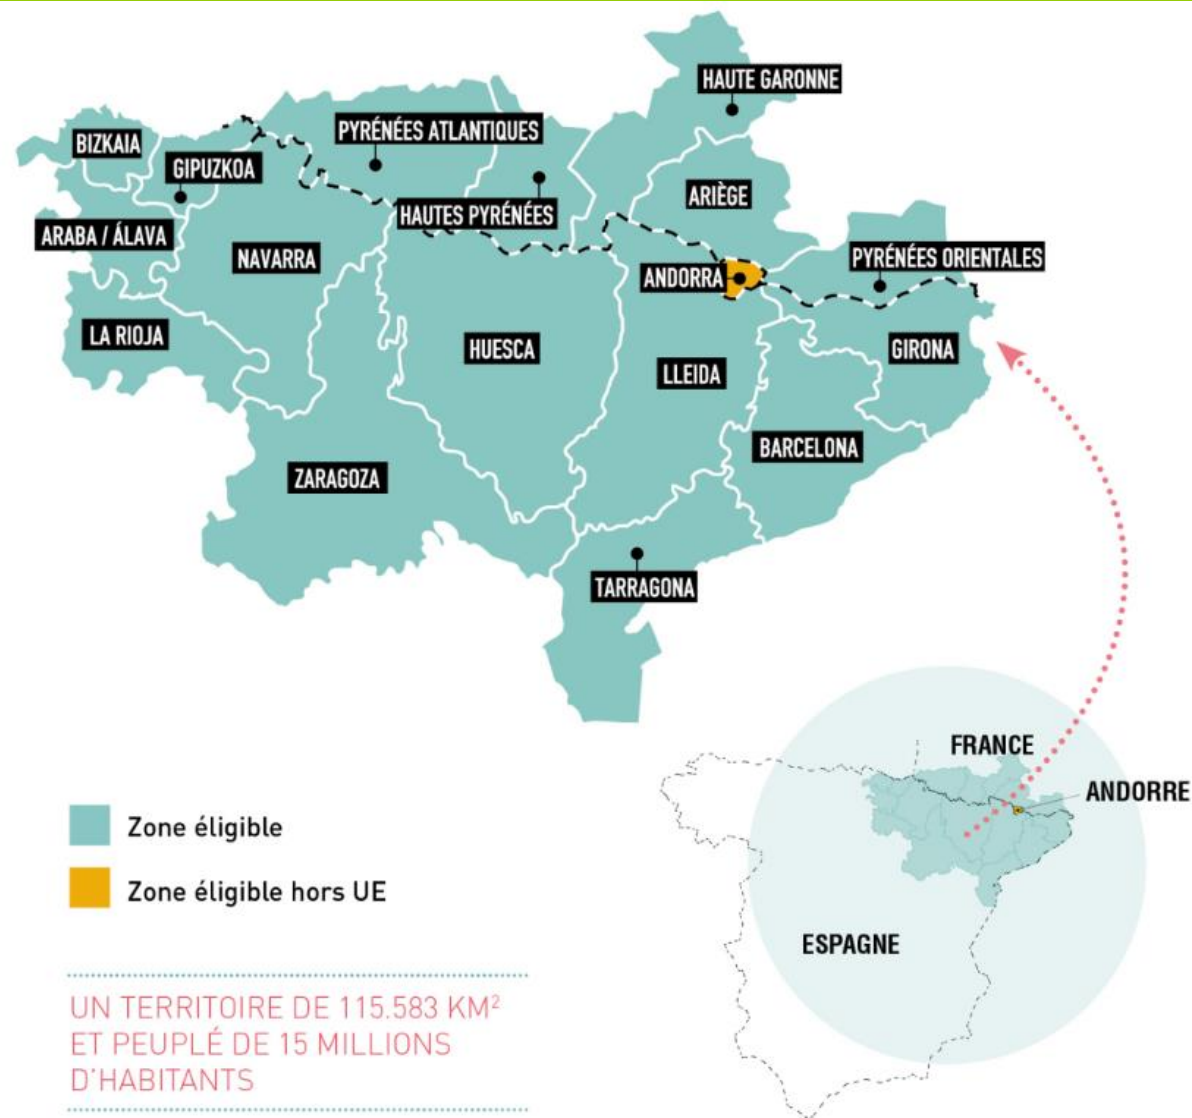 HAUTE GARONNE
PYRÉNÉES ATLANTIQUES
BIZKAIA
GIPUZKOA
ARIÈGE
HAUTES PYRÉNÉES
ARABA / ÁLAVA
NAVARRA
PYRÉNÉES ORIENTALES
ANDORRA
LA RIOJA
HUESCA
GIRONA
LLEIDA
BARCELONA
ZARAGOZA
TARRAGONA
FRANCE
ANDORRE
ESPAGNE
Zone éligible
Zone éligible hors UE
UN TERRITOIRE DE 115.583 KM²
ET PEUPLÉ DE 15 MILLIONS
D'HABITANTS